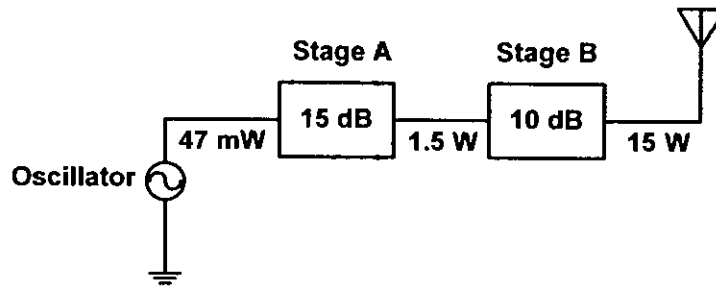 Stage A
Stage B
15 dB
10 dB
47 mW
1.5 W
15 W
Oscillator